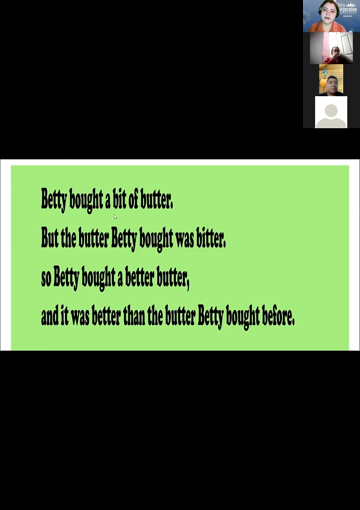 Betty bought a bit of butter.
But the butter Betty bought was bitter.
so Betty bought a better butter,
and it was better than the butter Betty bought before.